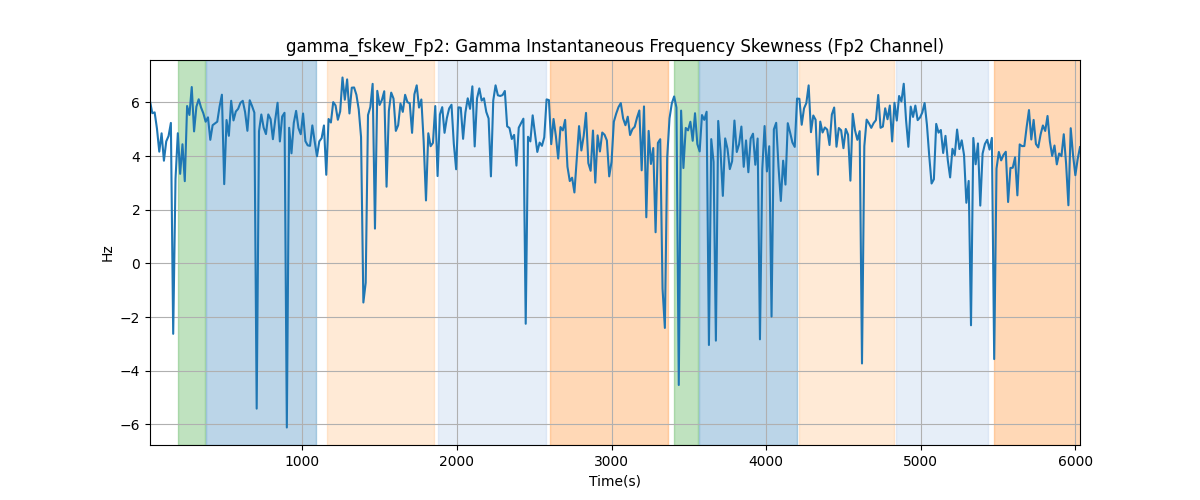 gamma_fskew_Fp2: Gamma Instantaneous Frequency Skewness (Fp2 Channel)
6
4
2
0
−2
−4
−6
Hz
1000 2000 3000 4000 5000 6000
Time(s)